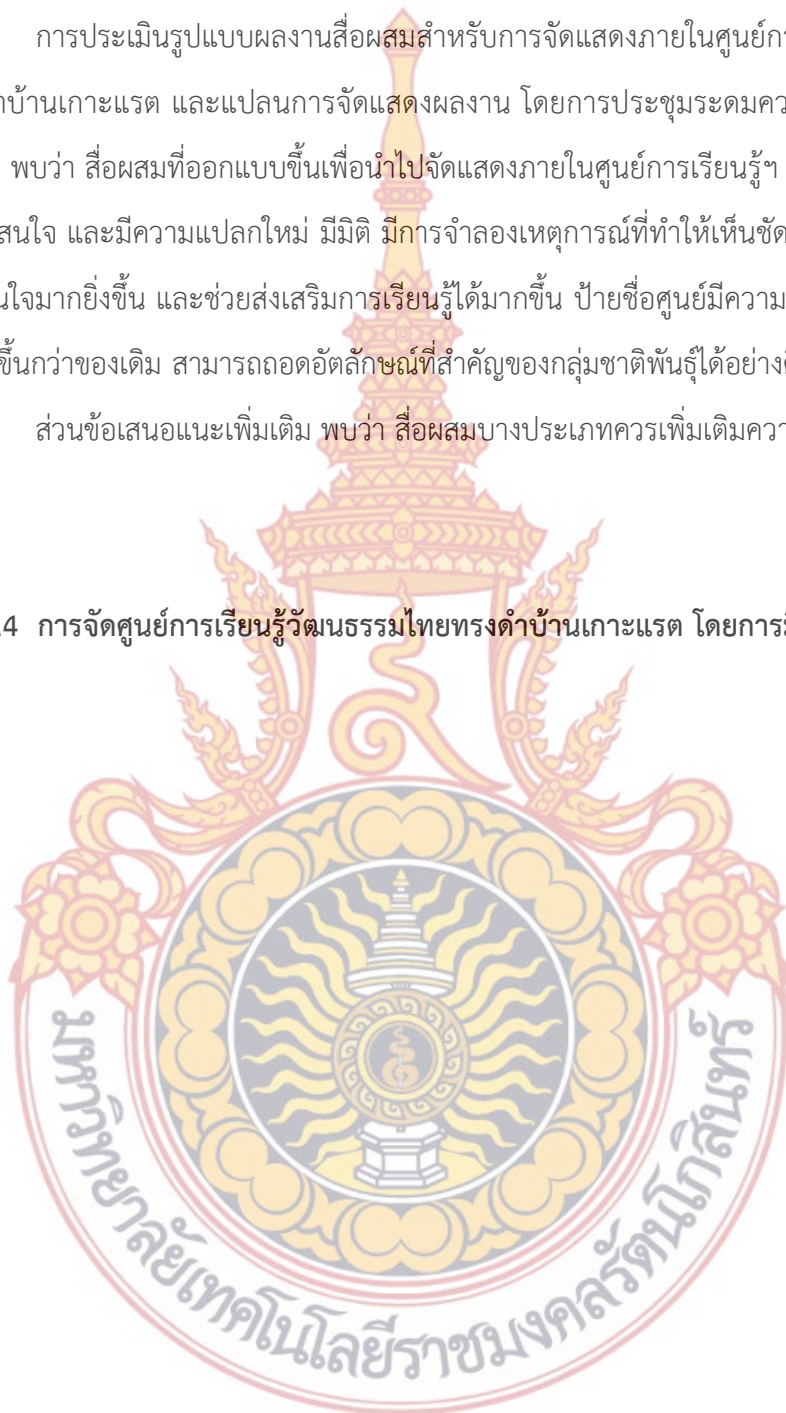 การประเมินรูปแบบผลงานสื่อผสมสำหรับการจัดแสดงภายในศูนย์กา
าบ้านเกาะแรต และแปลนการจัดแสดงผลงาน โดยการประชุมระดมคว
พบว่า สื่อผสมที่ออกแบบขึ้นเพื่อนำไปจัดแสดงภายในศูนย์การเรียนรู้ฯ
สนใจ และมีความแปลกใหม่ มีมิติ มีการจำลองเหตุการณ์ที่ทำให้เห็นชัด
นใจมากยิ่งขึ้น และช่วยส่งเสริมการเรียนรู้ได้มากขึ้น ป้ายชื่อศูนย์มีความ
ขึ้นกว่าของเดิม สามารถถอดอัตลักษณ์ที่สำคัญของกลุ่มชาติพันธุ์ได้อย่าง
ส่วนข้อเสนอแนะเพิ่มเติม พบว่า สื่อผสมบางประเภทควรเพิ่มเติมควา
.4 การจัดศูนย์การเรียนรู้วัฒนธรรมไทยทรงดำบ้านเกาะแรต โดยการ
มหาวิทยาลัยเทคโนโลยีราชมงคลรัตนโกสินทร์